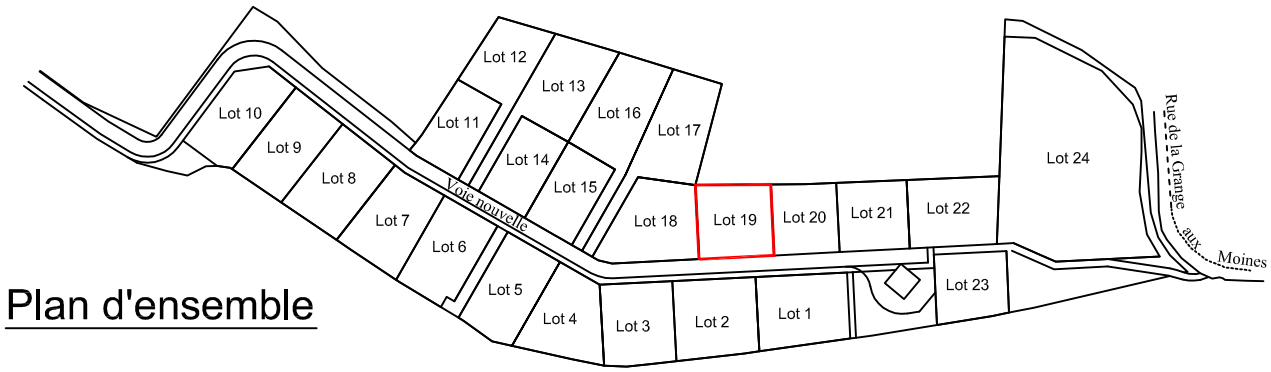 Lot 12
Lot 13
Lot 16
Lot 17
Lot 10
Lot 11
Lot 9
Lot 14
Lot 8
Lot 15
Lot 7
Voie nouvelle
Lot 6
Lot 18
Lot 19
Lot 20
Lot 21
Lot 22
Lot 24
Rue de la Grange
aux
Moines
Lot 5
Lot 4
Lot 3
Lot 2
Lot 1
Lot 23
Plan d'ensemble